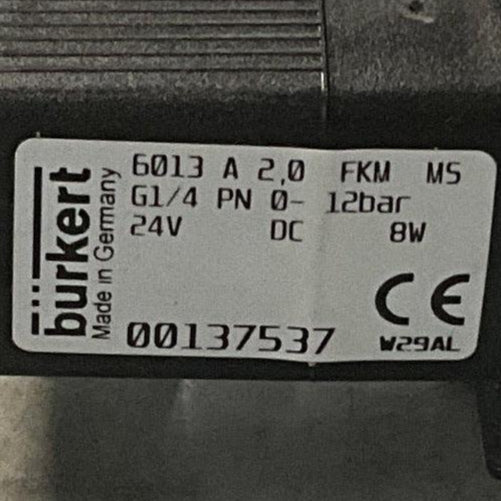 bürkert
Made in Germany
6013 A 2,0 FKM MS
G1/4 PN 0- 12bar
24V DC 8W
CE
00137537
W29AL